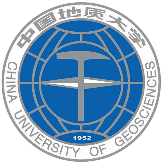 中国地质大学
CHINA UNIVERSITY OF GEOSCIENCES
1952